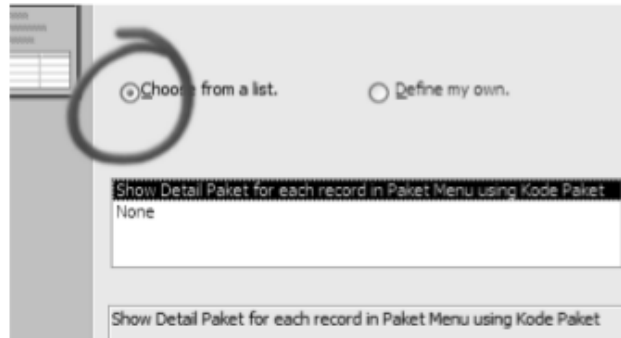 Choose from a list.
Define my own.
Show Detail Paket for each record in Paket Menu using Kode Paket
None
Show Detail Paket for each record in Paket Menu using Kode Paket